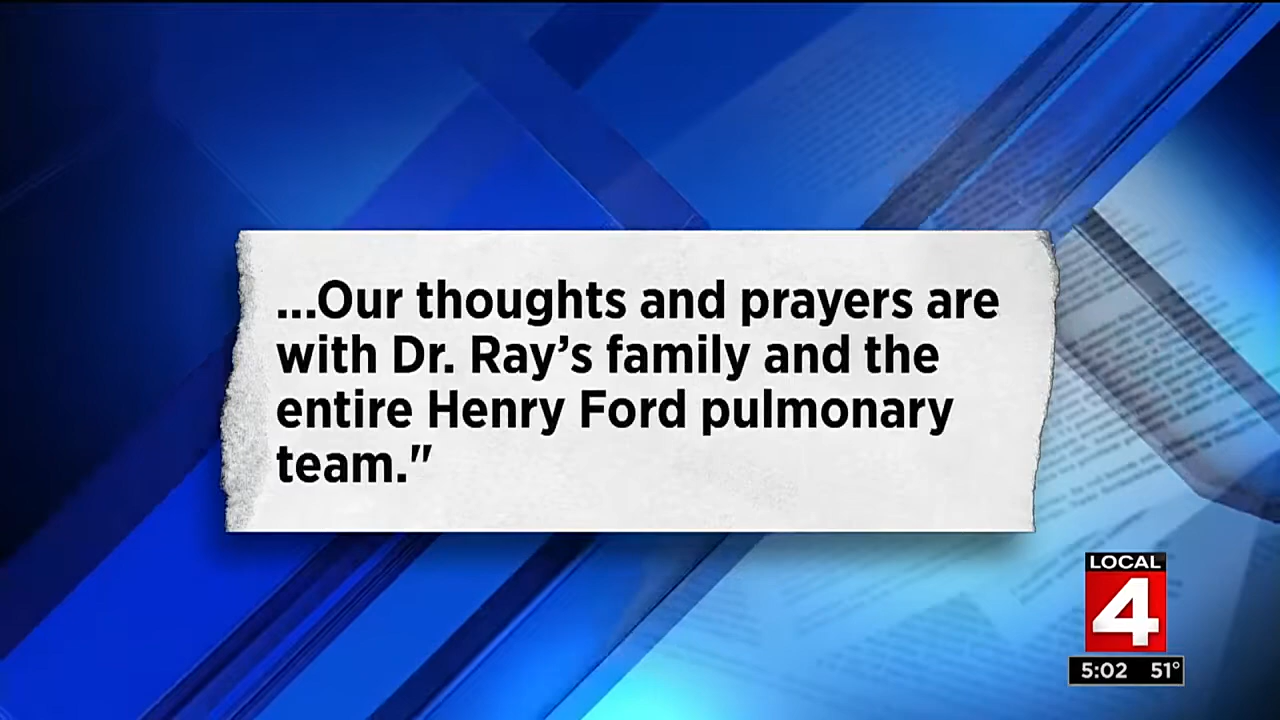 ...Our thoughts and prayers are
with Dr. Ray’s family and the
entire Henry Ford pulmonary
team."
LOCAL
4
5:02 51°